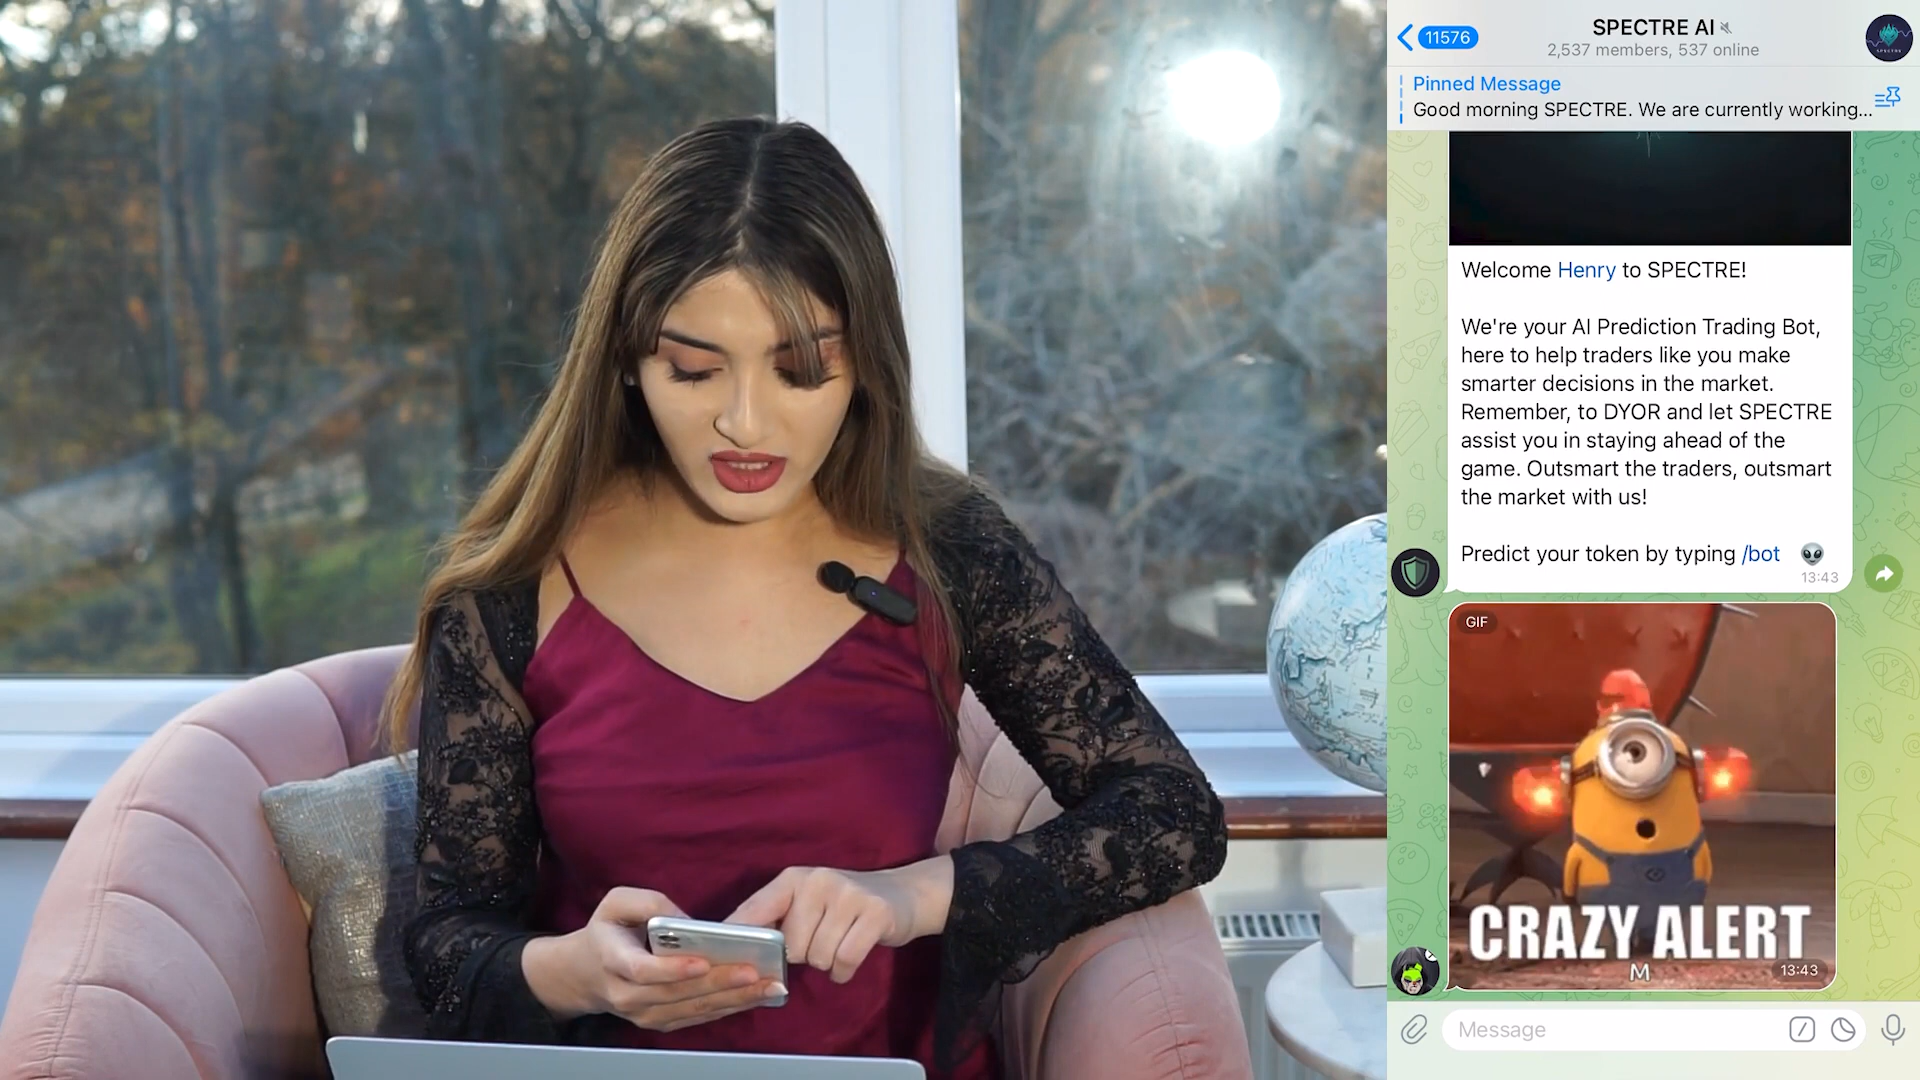 11576
SPECTRE AI
2,537 members, 537 online
SPECTRE
Pinned Message
Good morning SPECTRE. We are currently working...
Welcome Henry to SPECTRE!
We're your AI Prediction Trading Bot,
here to help traders like you make
smarter decisions in the market.
Remember, to DYOR and let SPECTRE
assist you in staying ahead of the
game. Outsmart the traders, outsmart
the market with us!
Predict your token by typing /bot
13:43
GIF
CRAZY ALERT
M
13:43
Message